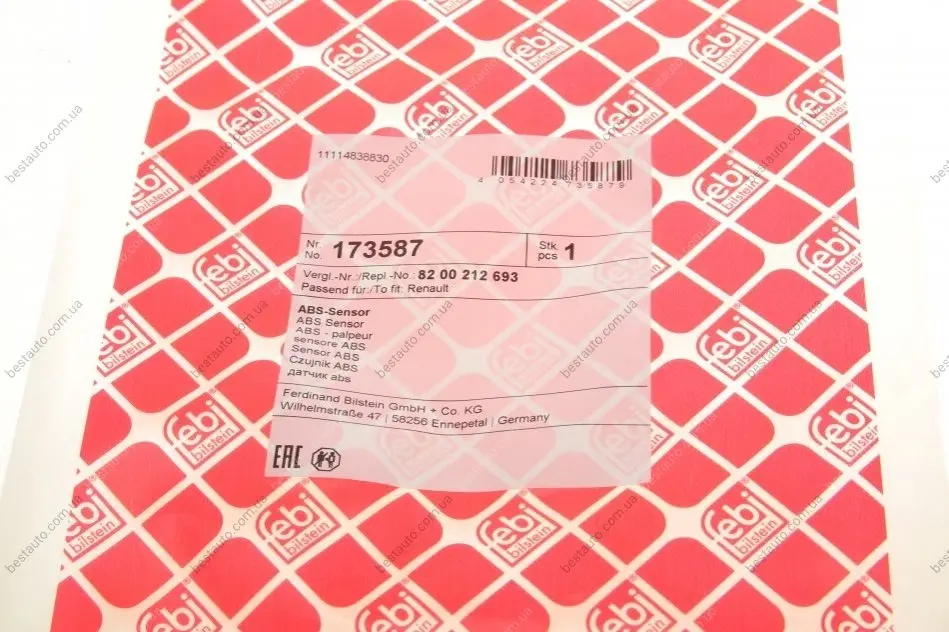 11114838830
4 054224 735879
Nr.
No. 173587
Stk.
pcs 1
Vergl.-Nr.:/Repl.-No.: 82 00 212 693
Passend für:/To fit: Renault
ABS-Sensor
ABS Sensor
ABS - palpeur
sensore ABS
Sensor ABS
Czujnik ABS
датчик abs
Ferdinand Bilstein GmbH + Co. KG
Wilhelmstraße 47 | 58256 Ennepetal | Germany
EAC
febi
bilstein
bestauto.com.ua